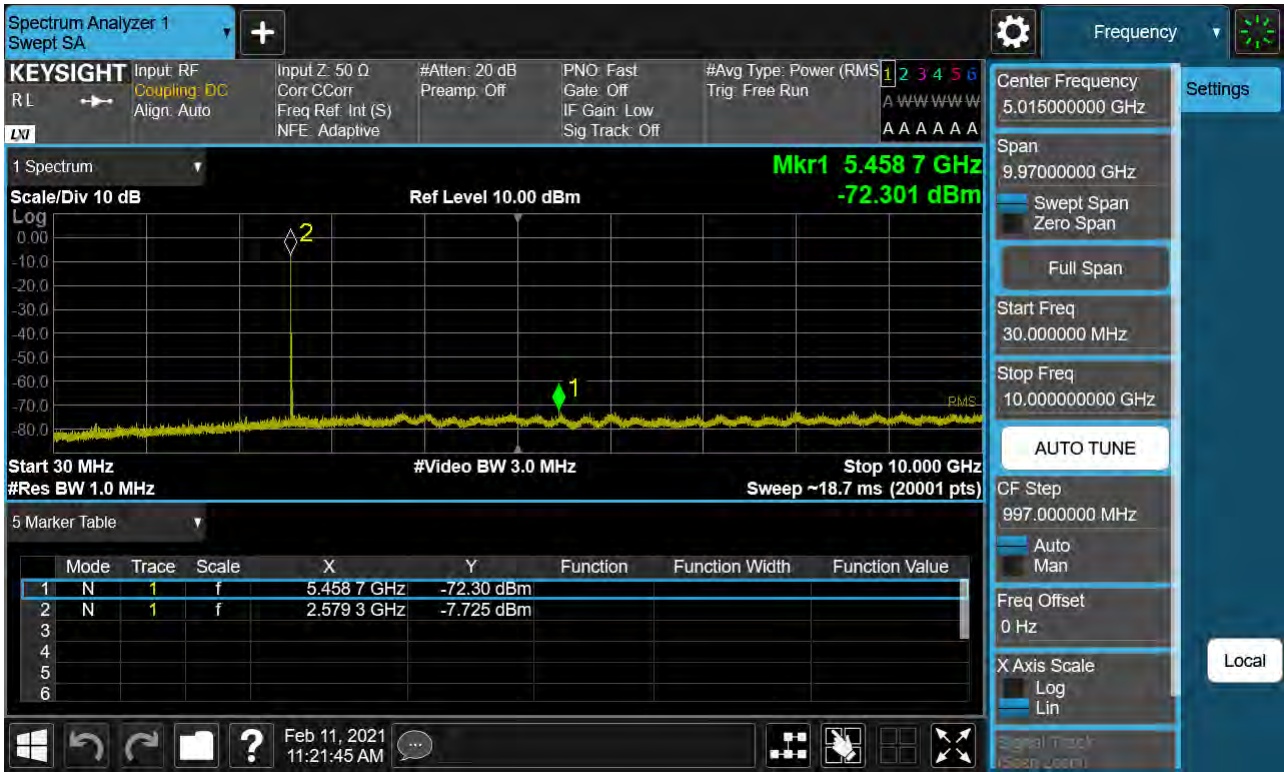 Spectrum Analyzer 1
Swept SA
Frequency
KEYSIGHT
RL
LXI
Input: RF
Coupling: DC
Align: Auto
Input Z: 50 Ω
Corr CCorr
Freq Ref: Int (S)
NFE: Adaptive
#Atten: 20 dB
Preamp: Off
PNO: Fast
Gate: Off
IF Gain: Low
Sig Track: Off
#Avg Type: Power (RMS
Trig: Free Run
1 2 3 4 5 6
A W W W W W
A A A A A A
1 Spectrum
Mkr1 5.458 7 GHz
Scale/Div 10 dB
Ref Level 10.00 dBm
-72.301 dBm
Log
0.00
-10.0
-20.0
-30.0
-40.0
-50.0
-60.0
-70.0
-80.0
2
1
RMS
Start 30 MHz
#Video BW 3.0 MHz
Stop 10.000 GHz
#Res BW 1.0 MHz
Sweep ~18.7 ms (20001 pts)
5 Marker Table
Mode Trace Scale X Y Function Function Width Function Value
1 N 1 f 5.458 7 GHz -72.30 dBm
2 N 1 f 2.579 3 GHz -7.725 dBm
3
4
5
6
Feb 11, 2021
11:21:45 AM
Center Frequency
5.015000000 GHz
Settings
Span
9.97000000 GHz
Swept Span
Zero Span
Full Span
Start Freq
30.000000 MHz
Stop Freq
10.000000000 GHz
AUTO TUNE
CF Step
997.000000 MHz
Auto
Man
Freq Offset
0 Hz
X Axis Scale
Log
Lin
Local
Signal Track
(Span Zoom)